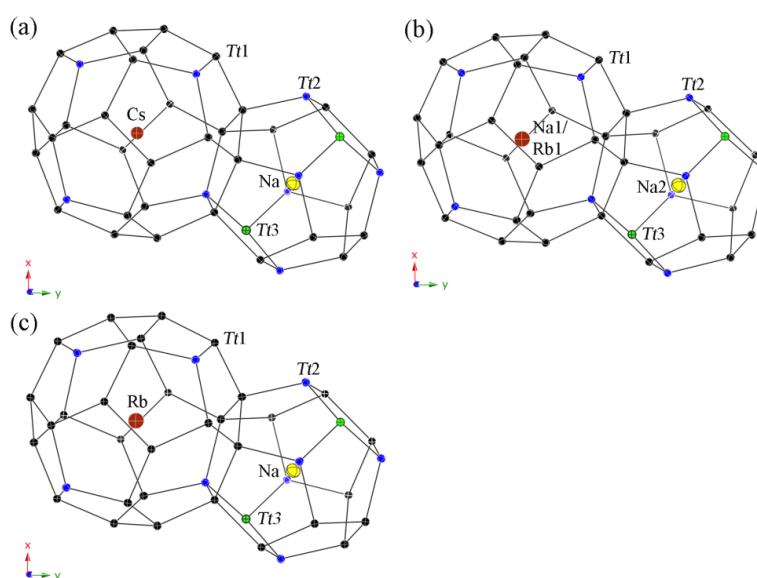 (a)
Tt1
Tt2
Cs
Na
Tt3
x
y
(b)
Tt1
Tt2
Na1/
Rb1
Na2
Tt3
x
y
(c)
Tt1
Tt2
Rb
Na
Tt3
x
y